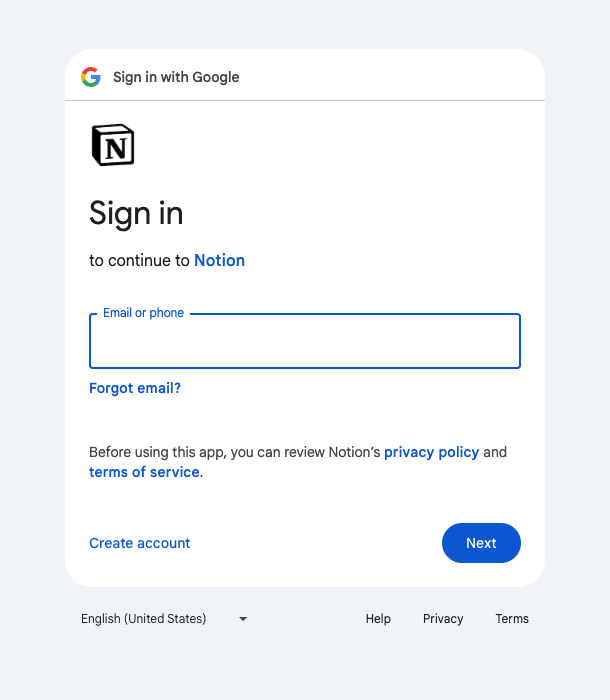 Sign in with Google
N
Sign in
to continue to Notion
Email or phone
Forgot email?
Before using this app, you can review Notion’s privacy policy and
terms of service.
Create account
Next
English (United States)
Help
Privacy
Terms